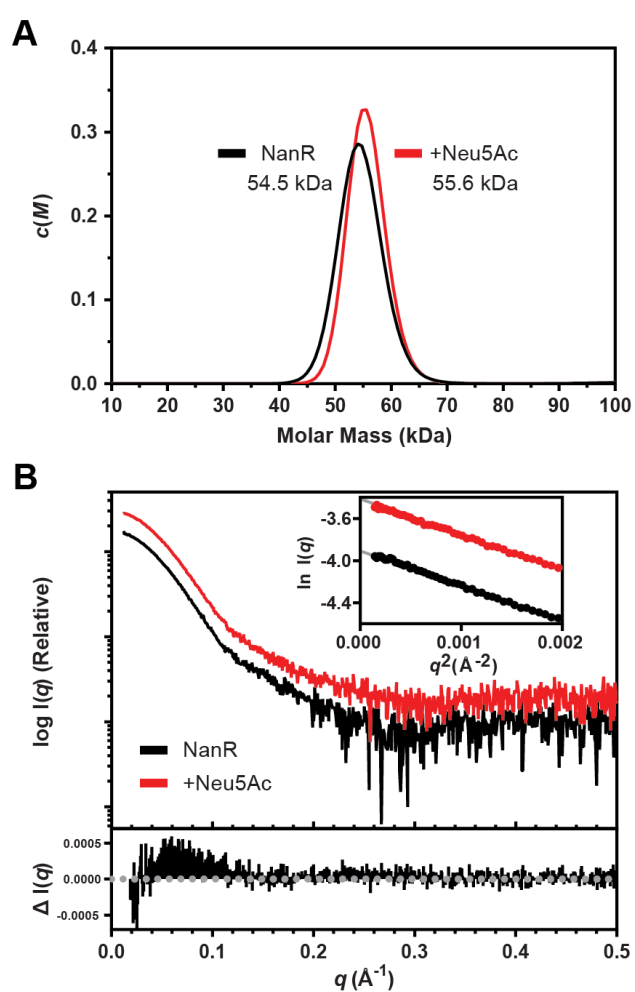 A
0.4
0.3
0.2
0.1
0.0
c(M)
NanR
54.5 kDa
+Neu5Ac
55.6 kDa
10 20 30 40 50 60 70 80 90 100
Molar Mass (kDa)
B
log I(q) (Relative)
NanR
+Neu5Ac
ln I(q)
-3.6
-4.0
-4.4
0.000 0.001 0.002
q²(Å⁻²)
Δ I(q)
0.0005
0.0000
-0.0005
0.0 0.1 0.2 0.3 0.4 0.5
q (Å⁻¹)